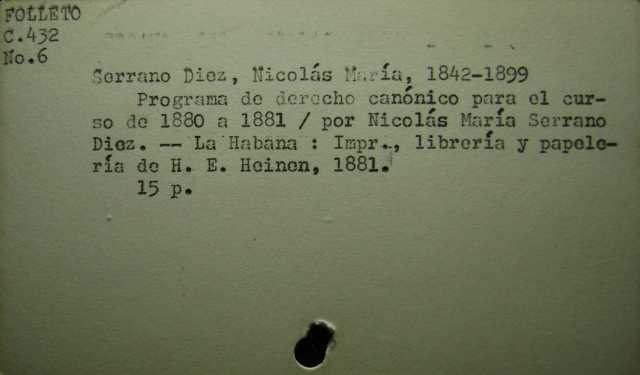 FOLLETO
C.432
No.6
Serrano Diez, Nicolás María, 1842-1899
Programa de derecho canónico para el cur-
so de 1880 a 1881 / por Nicolás María Serrano
Diez. -- La Habana : Impr., librería y papele-
ría de H. E. Heinen, 1881.
15 p.